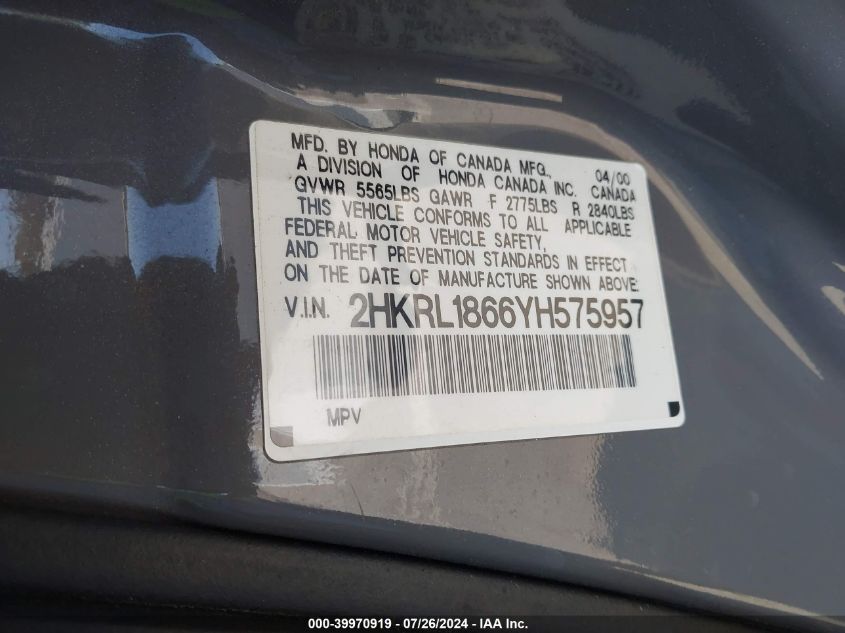 MFD. BY HONDA OF CANADA MFG., 04/00
A DIVISION OF HONDA CANADA INC. CANADA
GVWR 5565LBS GAWR F 2775LBS R 2840LBS
THIS VEHICLE CONFORMS TO ALL APPLICABLE
FEDERAL MOTOR VEHICLE SAFETY,
AND THEFT PREVENTION STANDARDS IN EFFECT
ON THE DATE OF MANUFACTURE SHOWN ABOVE:
V.I.N. 2HKRL1866YH575957
MPV
000-39970919 - 07/26/2024 - IAA Inc.